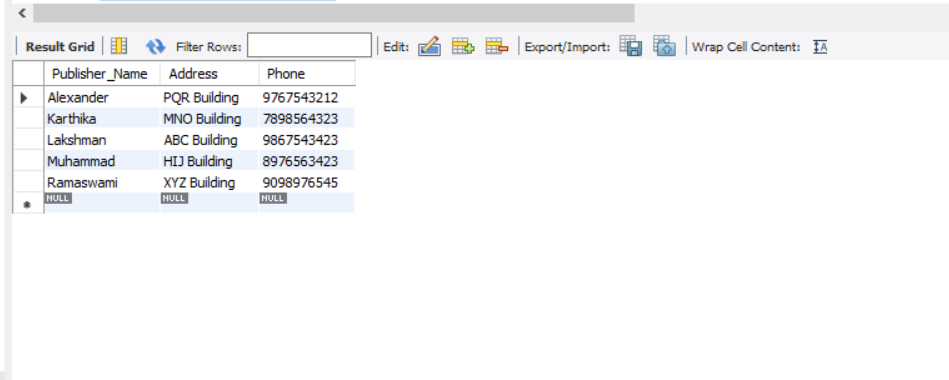 Result Grid Filter Rows: Edit: Export/Import: Wrap Cell Content: IA
Publisher_Name Address Phone
Alexander PQR Building 9767543212
Karthika MNO Building 7898564323
Lakshman ABC Building 9867543423
Muhammad HIJ Building 8976563423
Ramaswami XYZ Building 9098976545
NULL NULL NULL